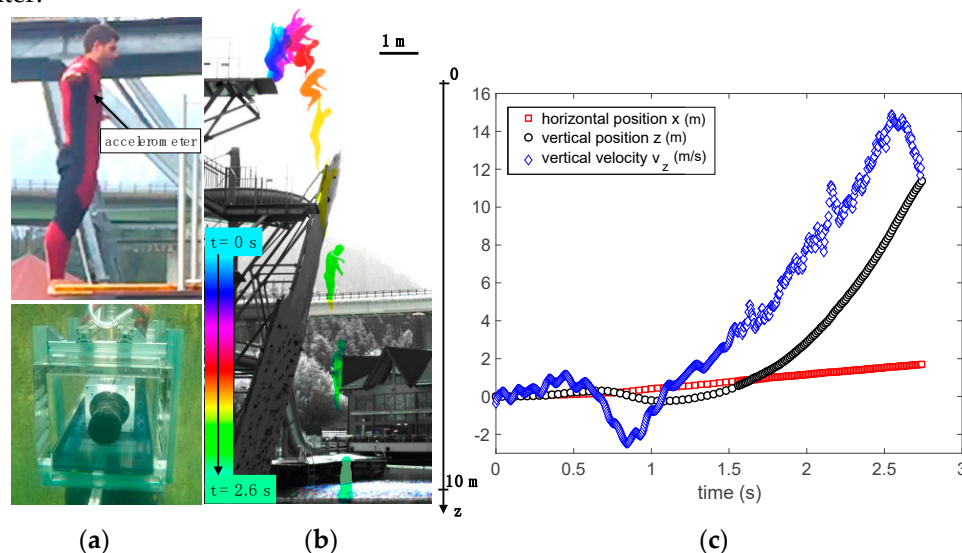 1 m
0
accelerometer
t= 0 s
t= 2.6 s
10 m
z
16
14
12
10
8
6
4
2
0
-2
horizontal position x (m)
vertical position z (m)
vertical velocity v_z (m/s)
0 0.5 1 1.5 2 2.5 3
time (s)
(a) (b) (c)